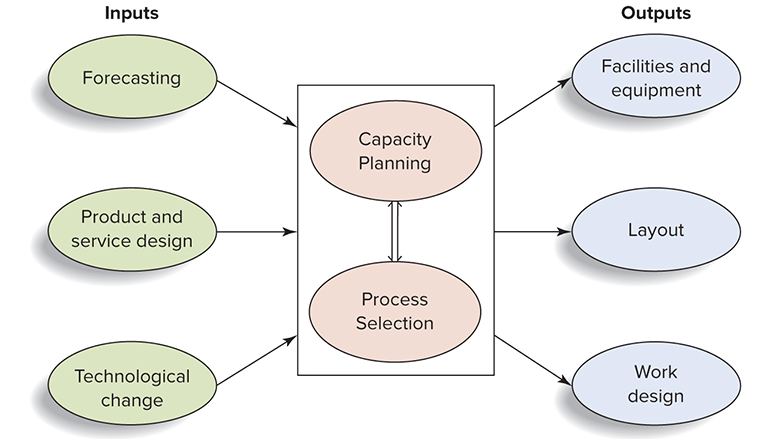 Inputs
Outputs
Forecasting
Product and
service design
Technological
change
Capacity
Planning
Process
Selection
Facilities and
equipment
Layout
Work
design